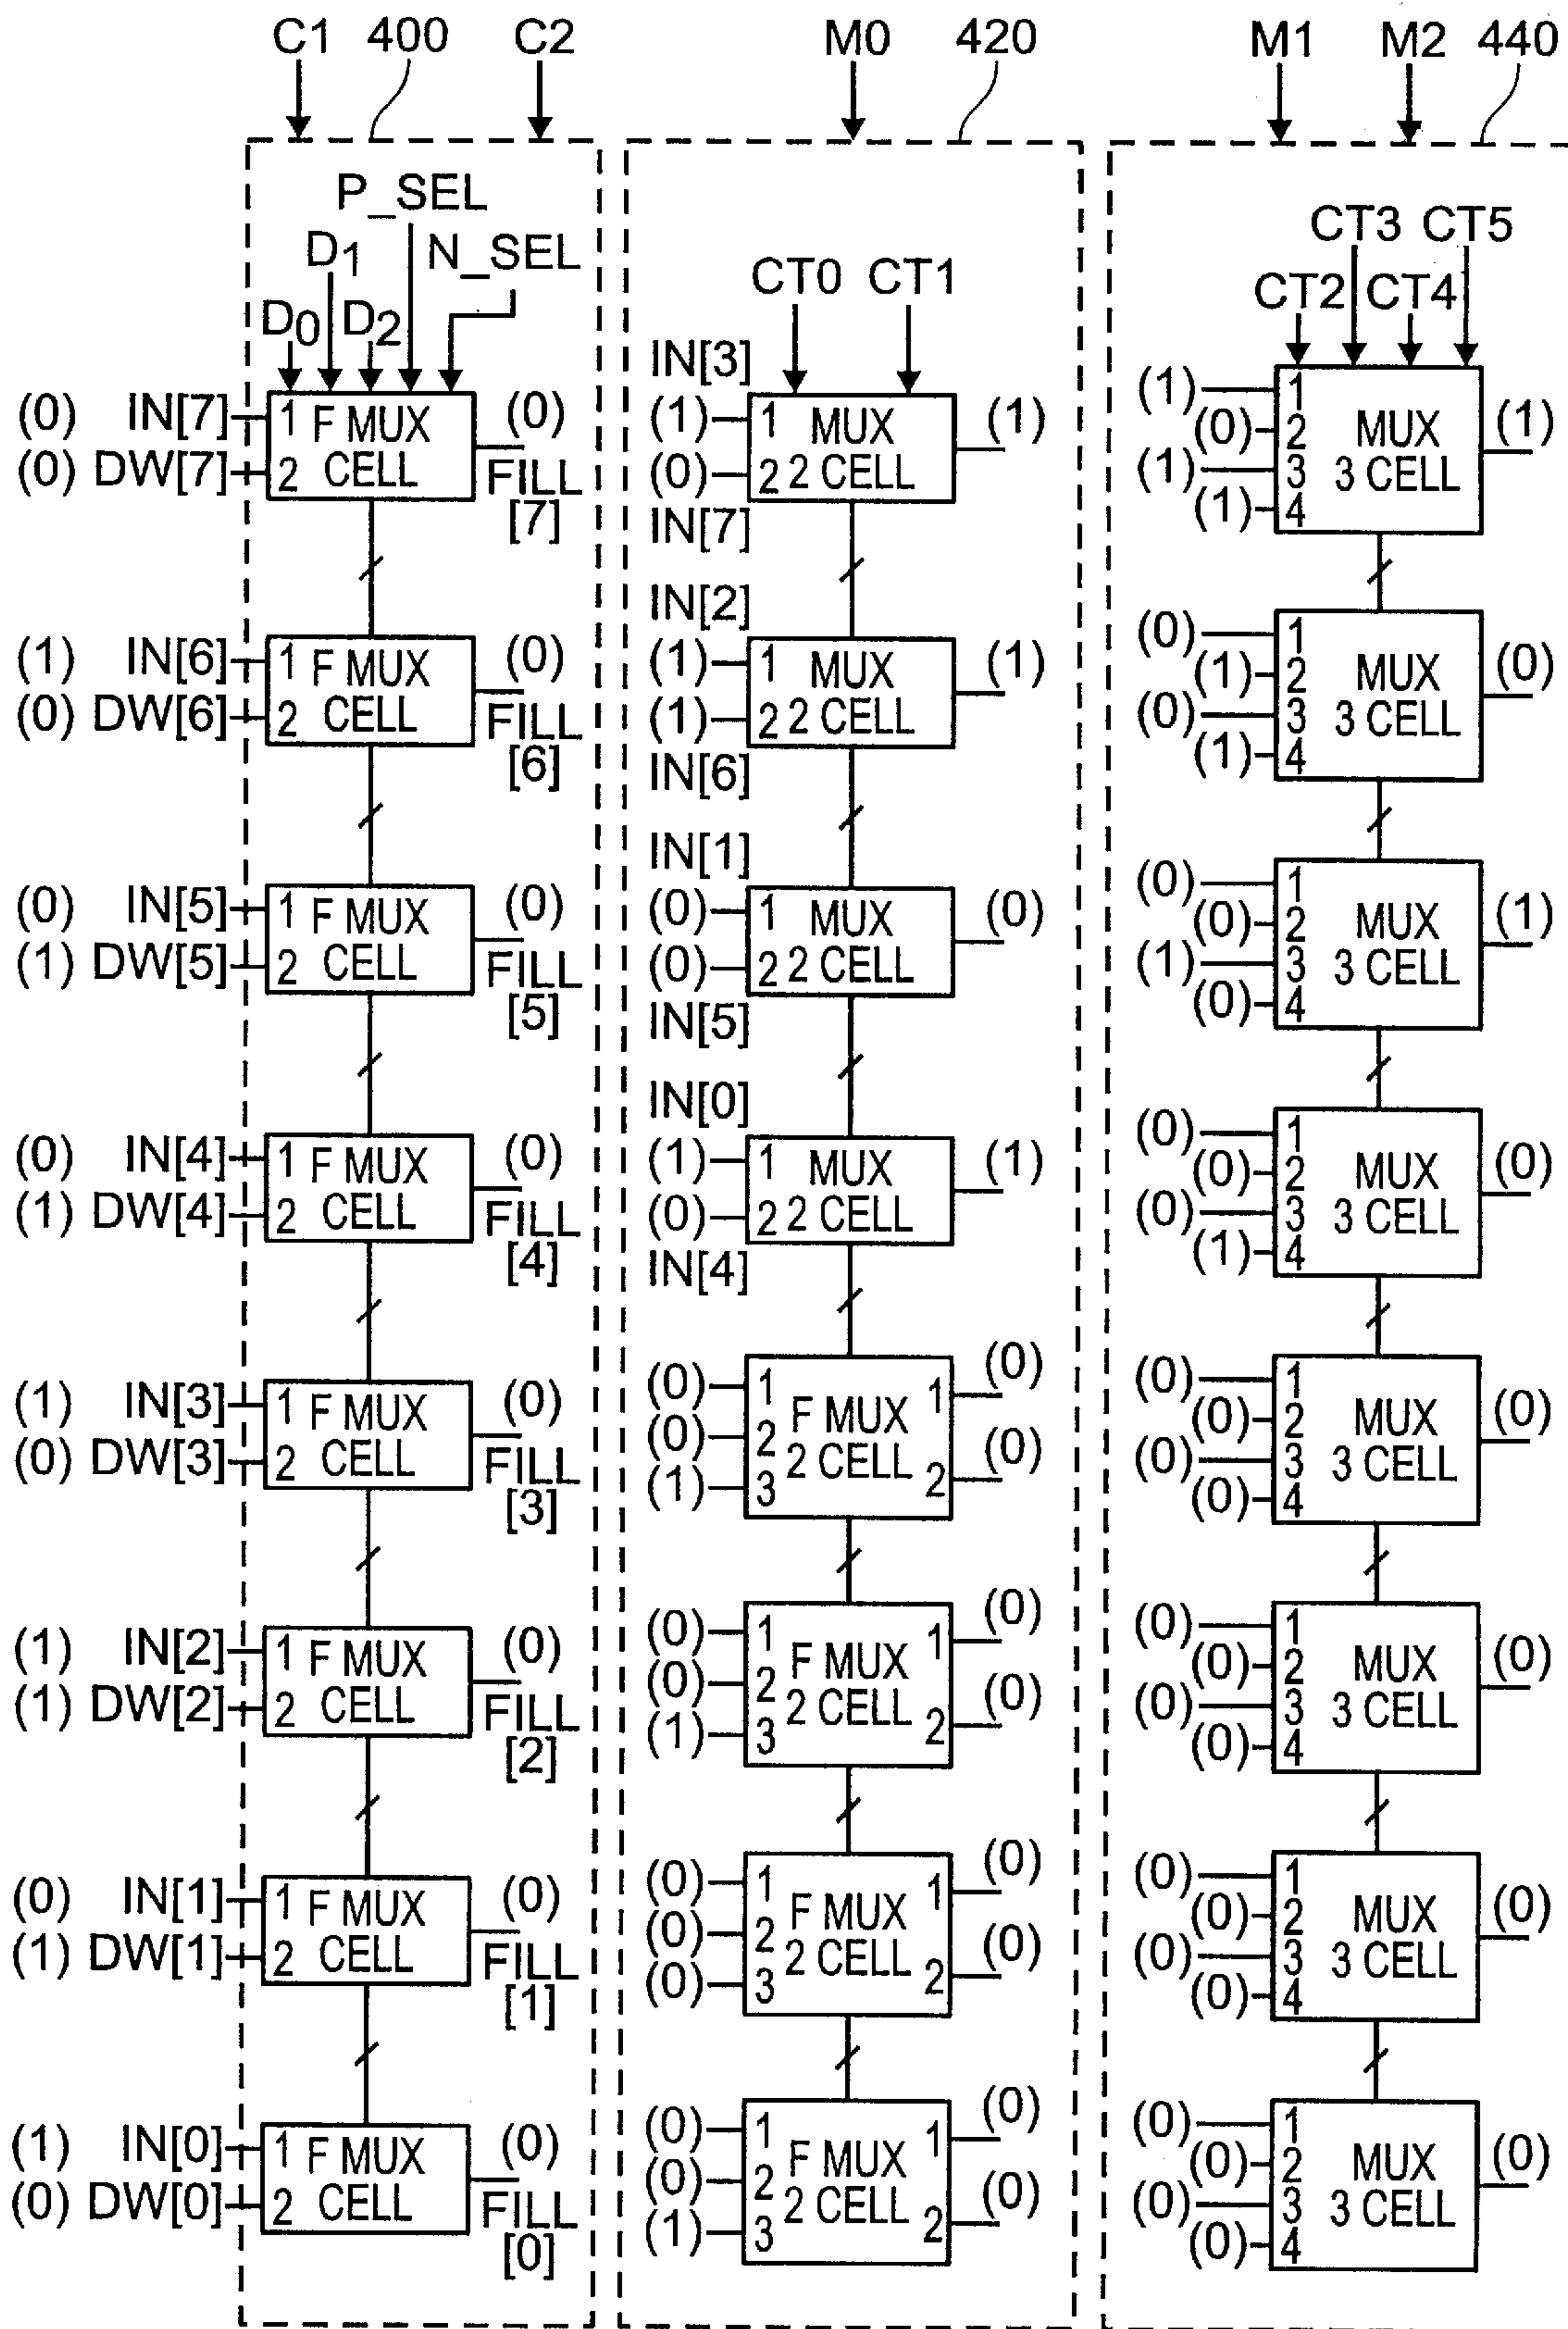 C1 400 C2 M0 420 M1 M2 440
P_SEL
D1 N_SEL
D0 D2
CT0 CT1
CT3 CT5
CT2 CT4
(0) IN[7] 1 F MUX (0)
(0) DW[7] 2 CELL FILL
[7]
(1) IN[6] 1 F MUX (0)
(0) DW[6] 2 CELL FILL
[6]
(0) IN[5] 1 F MUX (0)
(1) DW[5] 2 CELL FILL
[5]
(0) IN[4] 1 F MUX (0)
(1) DW[4] 2 CELL FILL
[4]
(1) IN[3] 1 F MUX (0)
(0) DW[3] 2 CELL FILL
[3]
(1) IN[2] 1 F MUX (0)
(1) DW[2] 2 CELL FILL
[2]
(0) IN[1] 1 F MUX (0)
(1) DW[1] 2 CELL FILL
[1]
(1) IN[0] 1 F MUX (0)
(0) DW[0] 2 CELL FILL
[0]
IN[3]
(1) 1 MUX (1)
(0) 2 2 CELL
IN[7]
IN[2]
(1) 1 MUX (1)
(1) 2 2 CELL
IN[6]
IN[1]
(0) 1 MUX (0)
(0) 2 2 CELL
IN[5]
IN[0]
(1) 1 MUX (1)
(0) 2 2 CELL
IN[4]
(0) 1 F MUX 1 (0)
(0) 2 2 CELL 2 (0)
(1) 3
(0) 1 F MUX 1 (0)
(0) 2 2 CELL 2 (0)
(1) 3
(0) 1 F MUX 1 (0)
(0) 2 2 CELL 2 (0)
(0) 3
(0) 1 F MUX 1 (0)
(0) 2 2 CELL 2 (0)
(1) 3
(1) 1
(0) 2 MUX (1)
(1) 3 3 CELL
(1) 4
(0) 1
(1) 2 MUX (0)
(0) 3 3 CELL
(1) 4
(0) 1
(0) 2 MUX (1)
(1) 3 3 CELL
(0) 4
(0) 1
(0) 2 MUX (0)
(0) 3 3 CELL
(1) 4
(0) 1
(0) 2 MUX (0)
(0) 3 3 CELL
(0) 4
(0) 1
(0) 2 MUX (0)
(0) 3 3 CELL
(0) 4
(0) 1
(0) 2 MUX (0)
(0) 3 3 CELL
(0) 4
(0) 1
(0) 2 MUX (0)
(0) 3 3 CELL
(0) 4